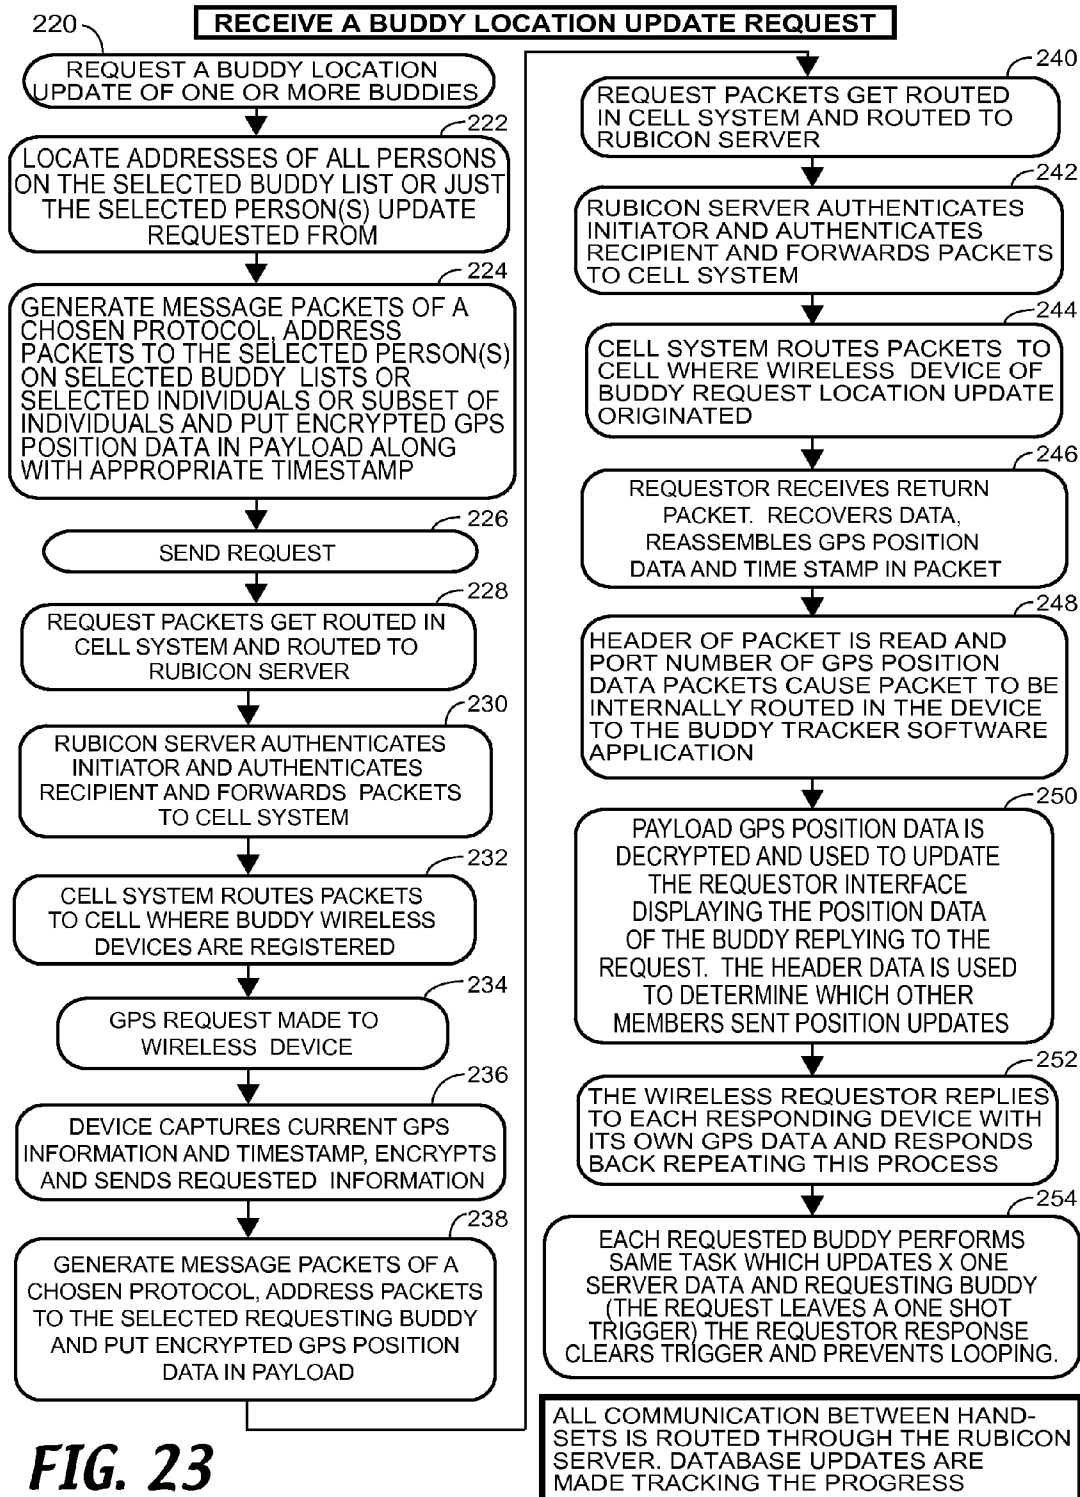 RECEIVE A BUDDY LOCATION UPDATE REQUEST
220
REQUEST A BUDDY LOCATION
UPDATE OF ONE OR MORE BUDDIES
222
LOCATE ADDRESSES OF ALL PERSONS
ON THE SELECTED BUDDY LIST OR JUST
THE SELECTED PERSON(S) UPDATE
REQUESTED FROM
224
GENERATE MESSAGE PACKETS OF A
CHOSEN PROTOCOL, ADDRESS
PACKETS TO THE SELECTED PERSON(S)
ON SELECTED BUDDY LISTS OR
SELECTED INDIVIDUALS OR SUBSET OF
INDIVIDUALS AND PUT ENCRYPTED GPS
POSITION DATA IN PAYLOAD ALONG
WITH APPROPRIATE TIMESTAMP
226
SEND REQUEST
228
REQUEST PACKETS GET ROUTED IN
CELL SYSTEM AND ROUTED TO
RUBICON SERVER
230
RUBICON SERVER AUTHENTICATES
INITIATOR AND AUTHENTICATES
RECIPIENT AND FORWARDS PACKETS
TO CELL SYSTEM
232
CELL SYSTEM ROUTES PACKETS
TO CELL WHERE BUDDY WIRELESS
DEVICES ARE REGISTERED
234
GPS REQUEST MADE TO
WIRELESS DEVICE
236
DEVICE CAPTURES CURRENT GPS
INFORMATION AND TIMESTAMP, ENCRYPTS
AND SENDS REQUESTED INFORMATION
238
GENERATE MESSAGE PACKETS OF A
CHOSEN PROTOCOL, ADDRESS PACKETS
TO THE SELECTED REQUESTING BUDDY
AND PUT ENCRYPTED GPS POSITION
DATA IN PAYLOAD
240
REQUEST PACKETS GET ROUTED
IN CELL SYSTEM AND ROUTED TO
RUBICON SERVER
242
RUBICON SERVER AUTHENTICATES
INITIATOR AND AUTHENTICATES
RECIPIENT AND FORWARDS PACKETS
TO CELL SYSTEM
244
CELL SYSTEM ROUTES PACKETS TO
CELL WHERE WIRELESS DEVICE OF
BUDDY REQUEST LOCATION UPDATE
ORIGINATED
246
REQUESTOR RECEIVES RETURN
PACKET. RECOVERS DATA,
REASSEMBLES GPS POSITION
DATA AND TIME STAMP IN PACKET
248
HEADER OF PACKET IS READ AND
PORT NUMBER OF GPS POSITION
DATA PACKETS CAUSE PACKET TO BE
INTERNALLY ROUTED IN THE DEVICE
TO THE BUDDY TRACKER SOFTWARE
APPLICATION
250
PAYLOAD GPS POSITION DATA IS
DECRYPTED AND USED TO UPDATE
THE REQUESTOR INTERFACE
DISPLAYING THE POSITION DATA
OF THE BUDDY REPLYING TO THE
REQUEST. THE HEADER DATA IS USED
TO DETERMINE WHICH OTHER
MEMBERS SENT POSITION UPDATES
252
THE WIRELESS REQUESTOR REPLIES
TO EACH RESPONDING DEVICE WITH
ITS OWN GPS DATA AND RESPONDS
BACK REPEATING THIS PROCESS
254
EACH REQUESTED BUDDY PERFORMS
SAME TASK WHICH UPDATES X ONE
SERVER DATA AND REQUESTING BUDDY
(THE REQUEST LEAVES A ONE SHOT
TRIGGER) THE REQUESTOR RESPONSE
CLEARS TRIGGER AND PREVENTS LOOPING.
ALL COMMUNICATION BETWEEN HAND-
SETS IS ROUTED THROUGH THE RUBICON
SERVER. DATABASE UPDATES ARE
MADE TRACKING THE PROGRESS
FIG. 23